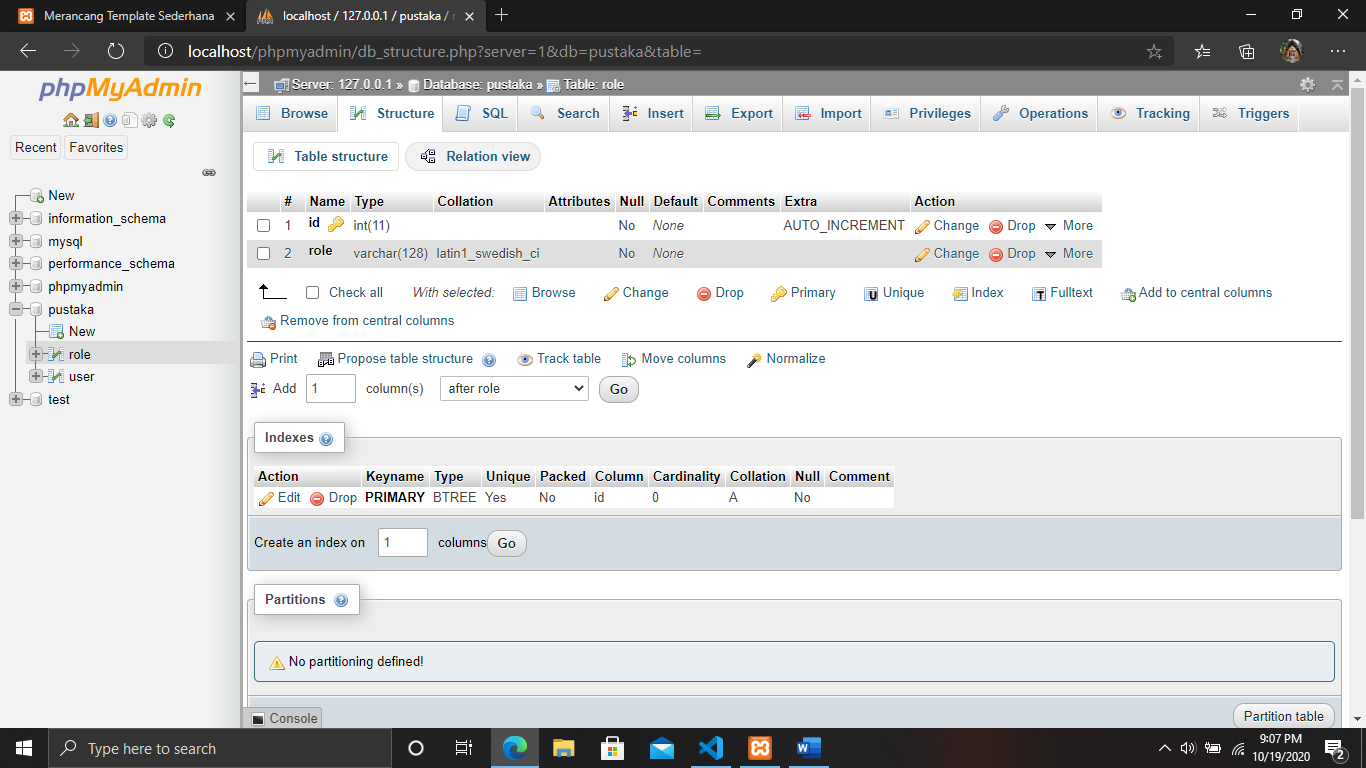 Merancang Template Sederhana
localhost / 127.0.0.1 / pustaka /
localhost/phpmyadmin/db_structure.php?server=1&db=pustaka&table=
phpMyAdmin
Recent Favorites
New
information_schema
mysql
performance_schema
phpmyadmin
pustaka
New
role
user
test
Server: 127.0.0.1 » Database: pustaka » Table: role
Browse Structure SQL Search Insert Export Import Privileges Operations Tracking Triggers
Table structure Relation view
# Name Type Collation Attributes Null Default Comments Extra Action
1 id int(11) No None AUTO_INCREMENT Change Drop More
2 role varchar(128) latin1_swedish_ci No None Change Drop More
Check all With selected: Browse Change Drop Primary Unique Index Fulltext Add to central columns
Remove from central columns
Print Propose table structure Track table Move columns Normalize
Add 1 column(s) after role Go
Indexes
Action Keyname Type Unique Packed Column Cardinality Collation Null Comment
Edit Drop PRIMARY BTREE Yes No id 0 A No
Create an index on 1 columns Go
Partitions
No partitioning defined!
Partition table
Console
Type here to search
9:07 PM
10/19/2020
2